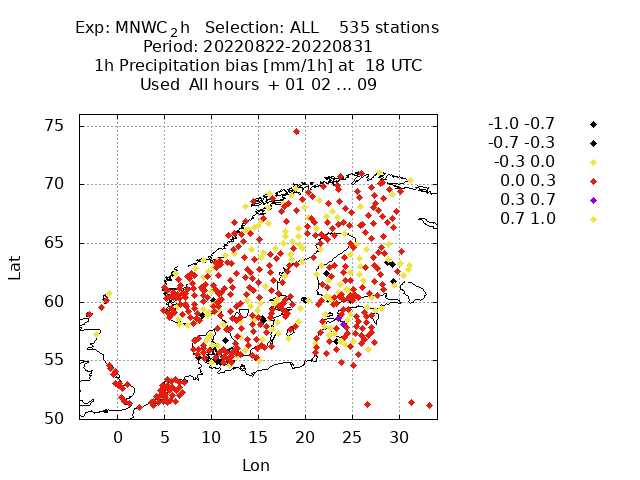 Exp: MNWC_2h   Selection: ALL    535 stations
Period: 20220822-20220831
1h Precipitation bias [mm/1h] at  18 UTC
Used  All hours  + 01 02 ... 09
-1.0 -0.7
-0.7 -0.3
-0.3 0.0
0.0 0.3
0.3 0.7
0.7 1.0
75
70
65
60
55
50
Lat
0 5 10 15 20 25 30
Lon